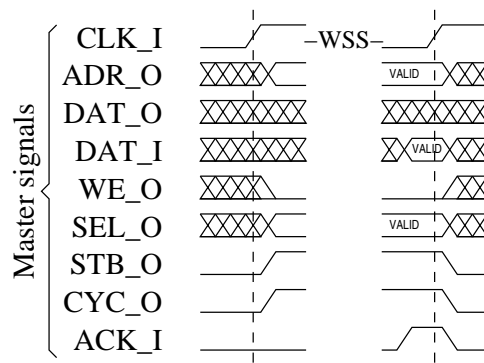 Master signals
CLK_I –WSS–
ADR_O VALID
DAT_O
DAT_I VALID
WE_O
SEL_O VALID
STB_O
CYC_O
ACK_I